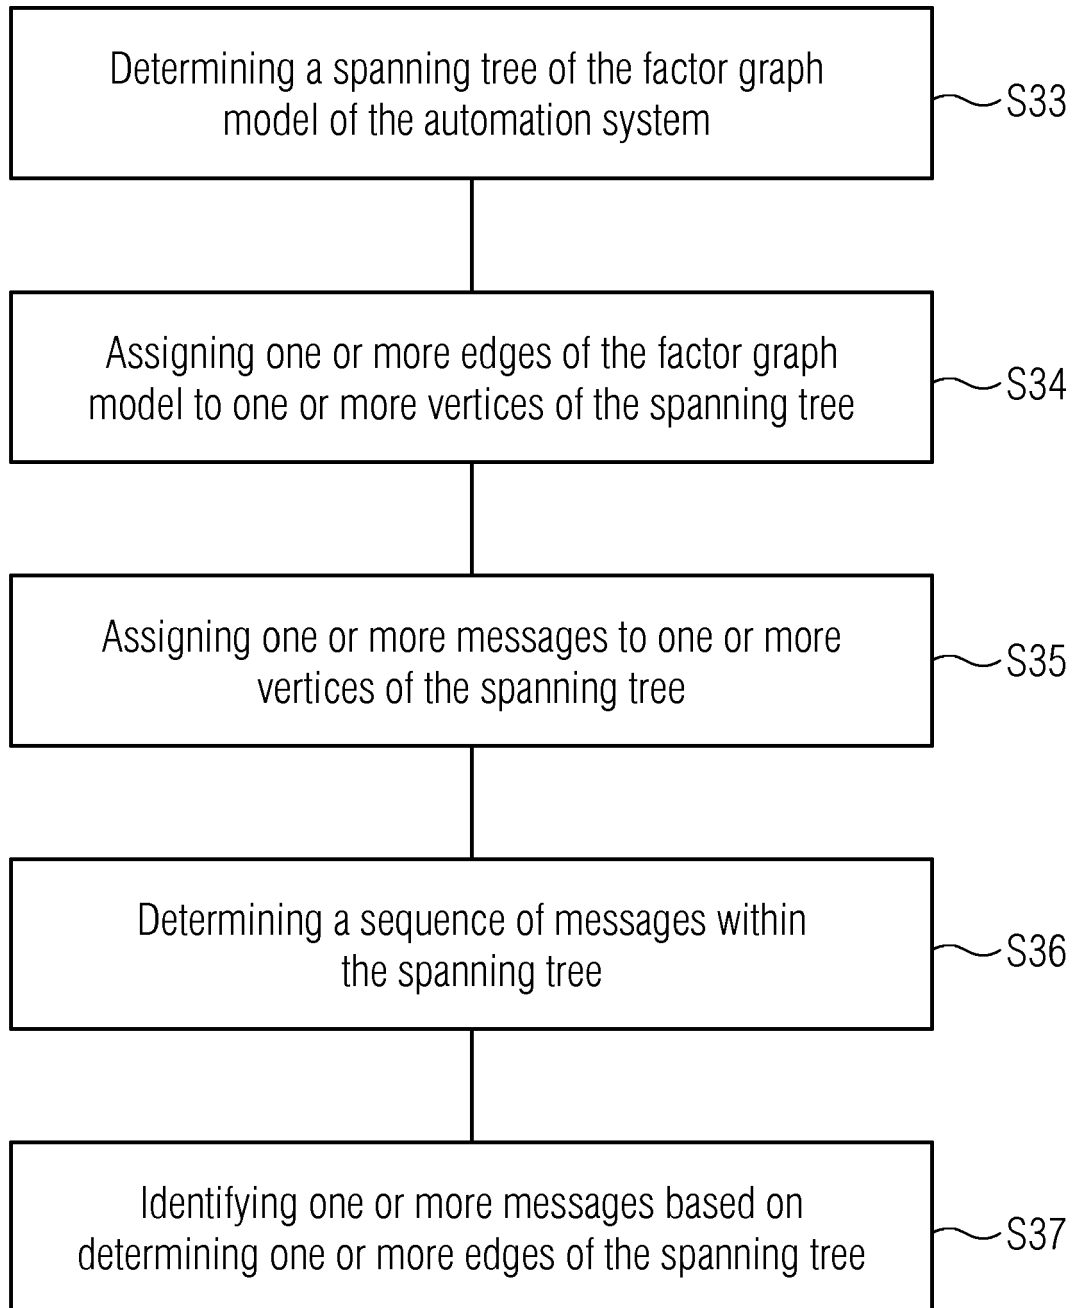 Determining a spanning tree of the factor graph
model of the automation system
S33
Assigning one or more edges of the factor graph
model to one or more vertices of the spanning tree
S34
Assigning one or more messages to one or more
vertices of the spanning tree
S35
Determining a sequence of messages within
the spanning tree
S36
Identifying one or more messages based on
determining one or more edges of the spanning tree
S37